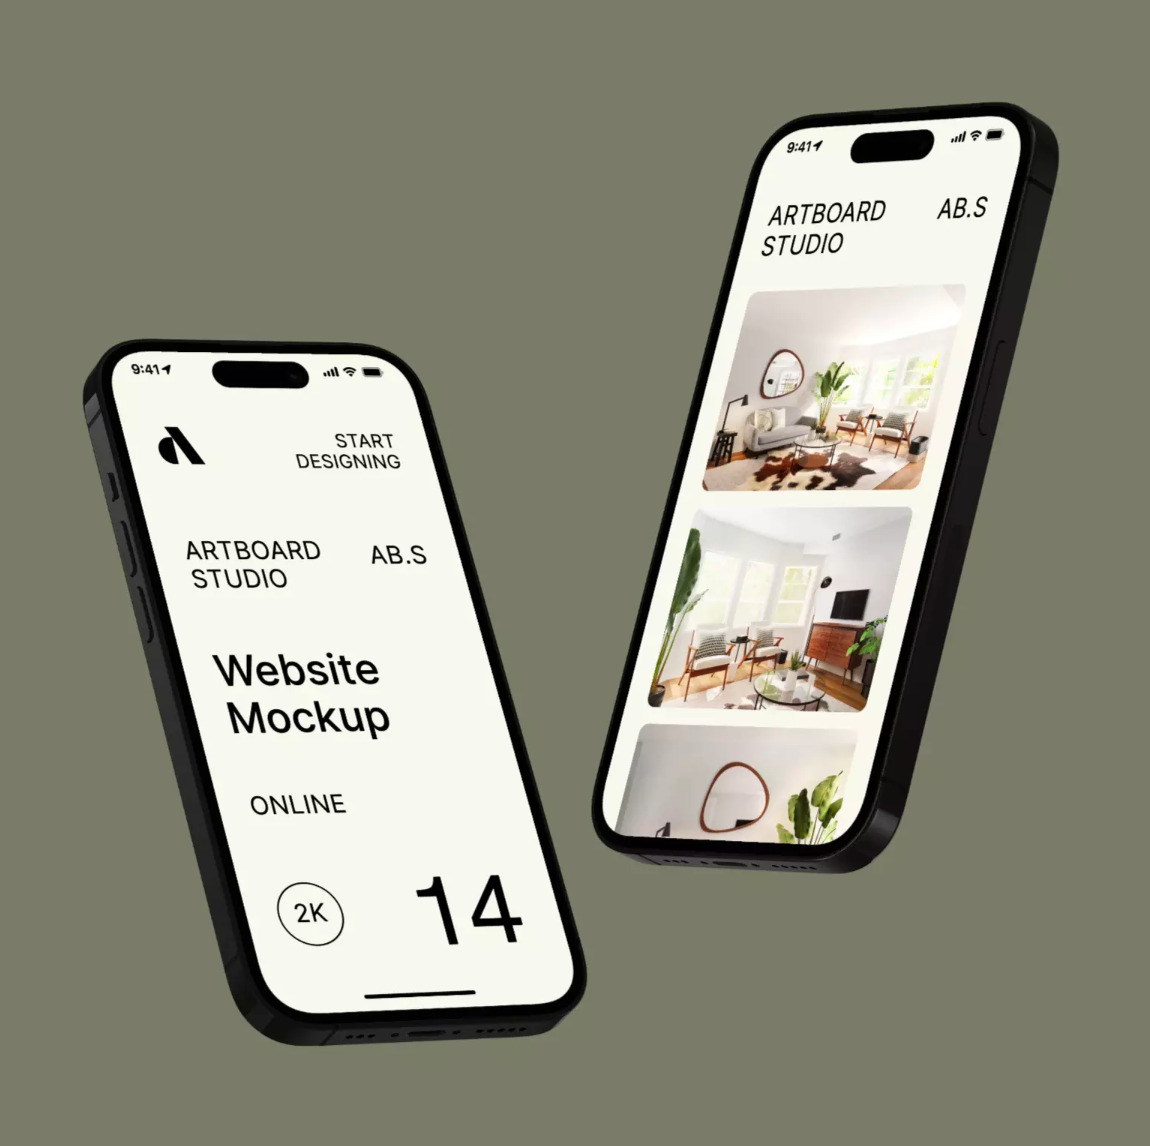 9:41
START
DESIGNING
ARTBOARD
STUDIO
AB.S
Website
Mockup
ONLINE
2K
14
9:41
ARTBOARD
STUDIO
AB.S